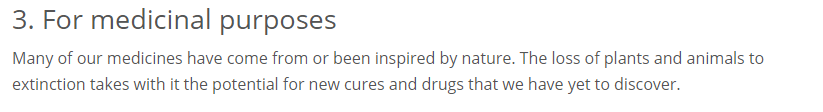 3. For medicinal purposes
Many of our medicines have come from or been inspired by nature. The loss of plants and animals to
extinction takes with it the potential for new cures and drugs that we have yet to discover.